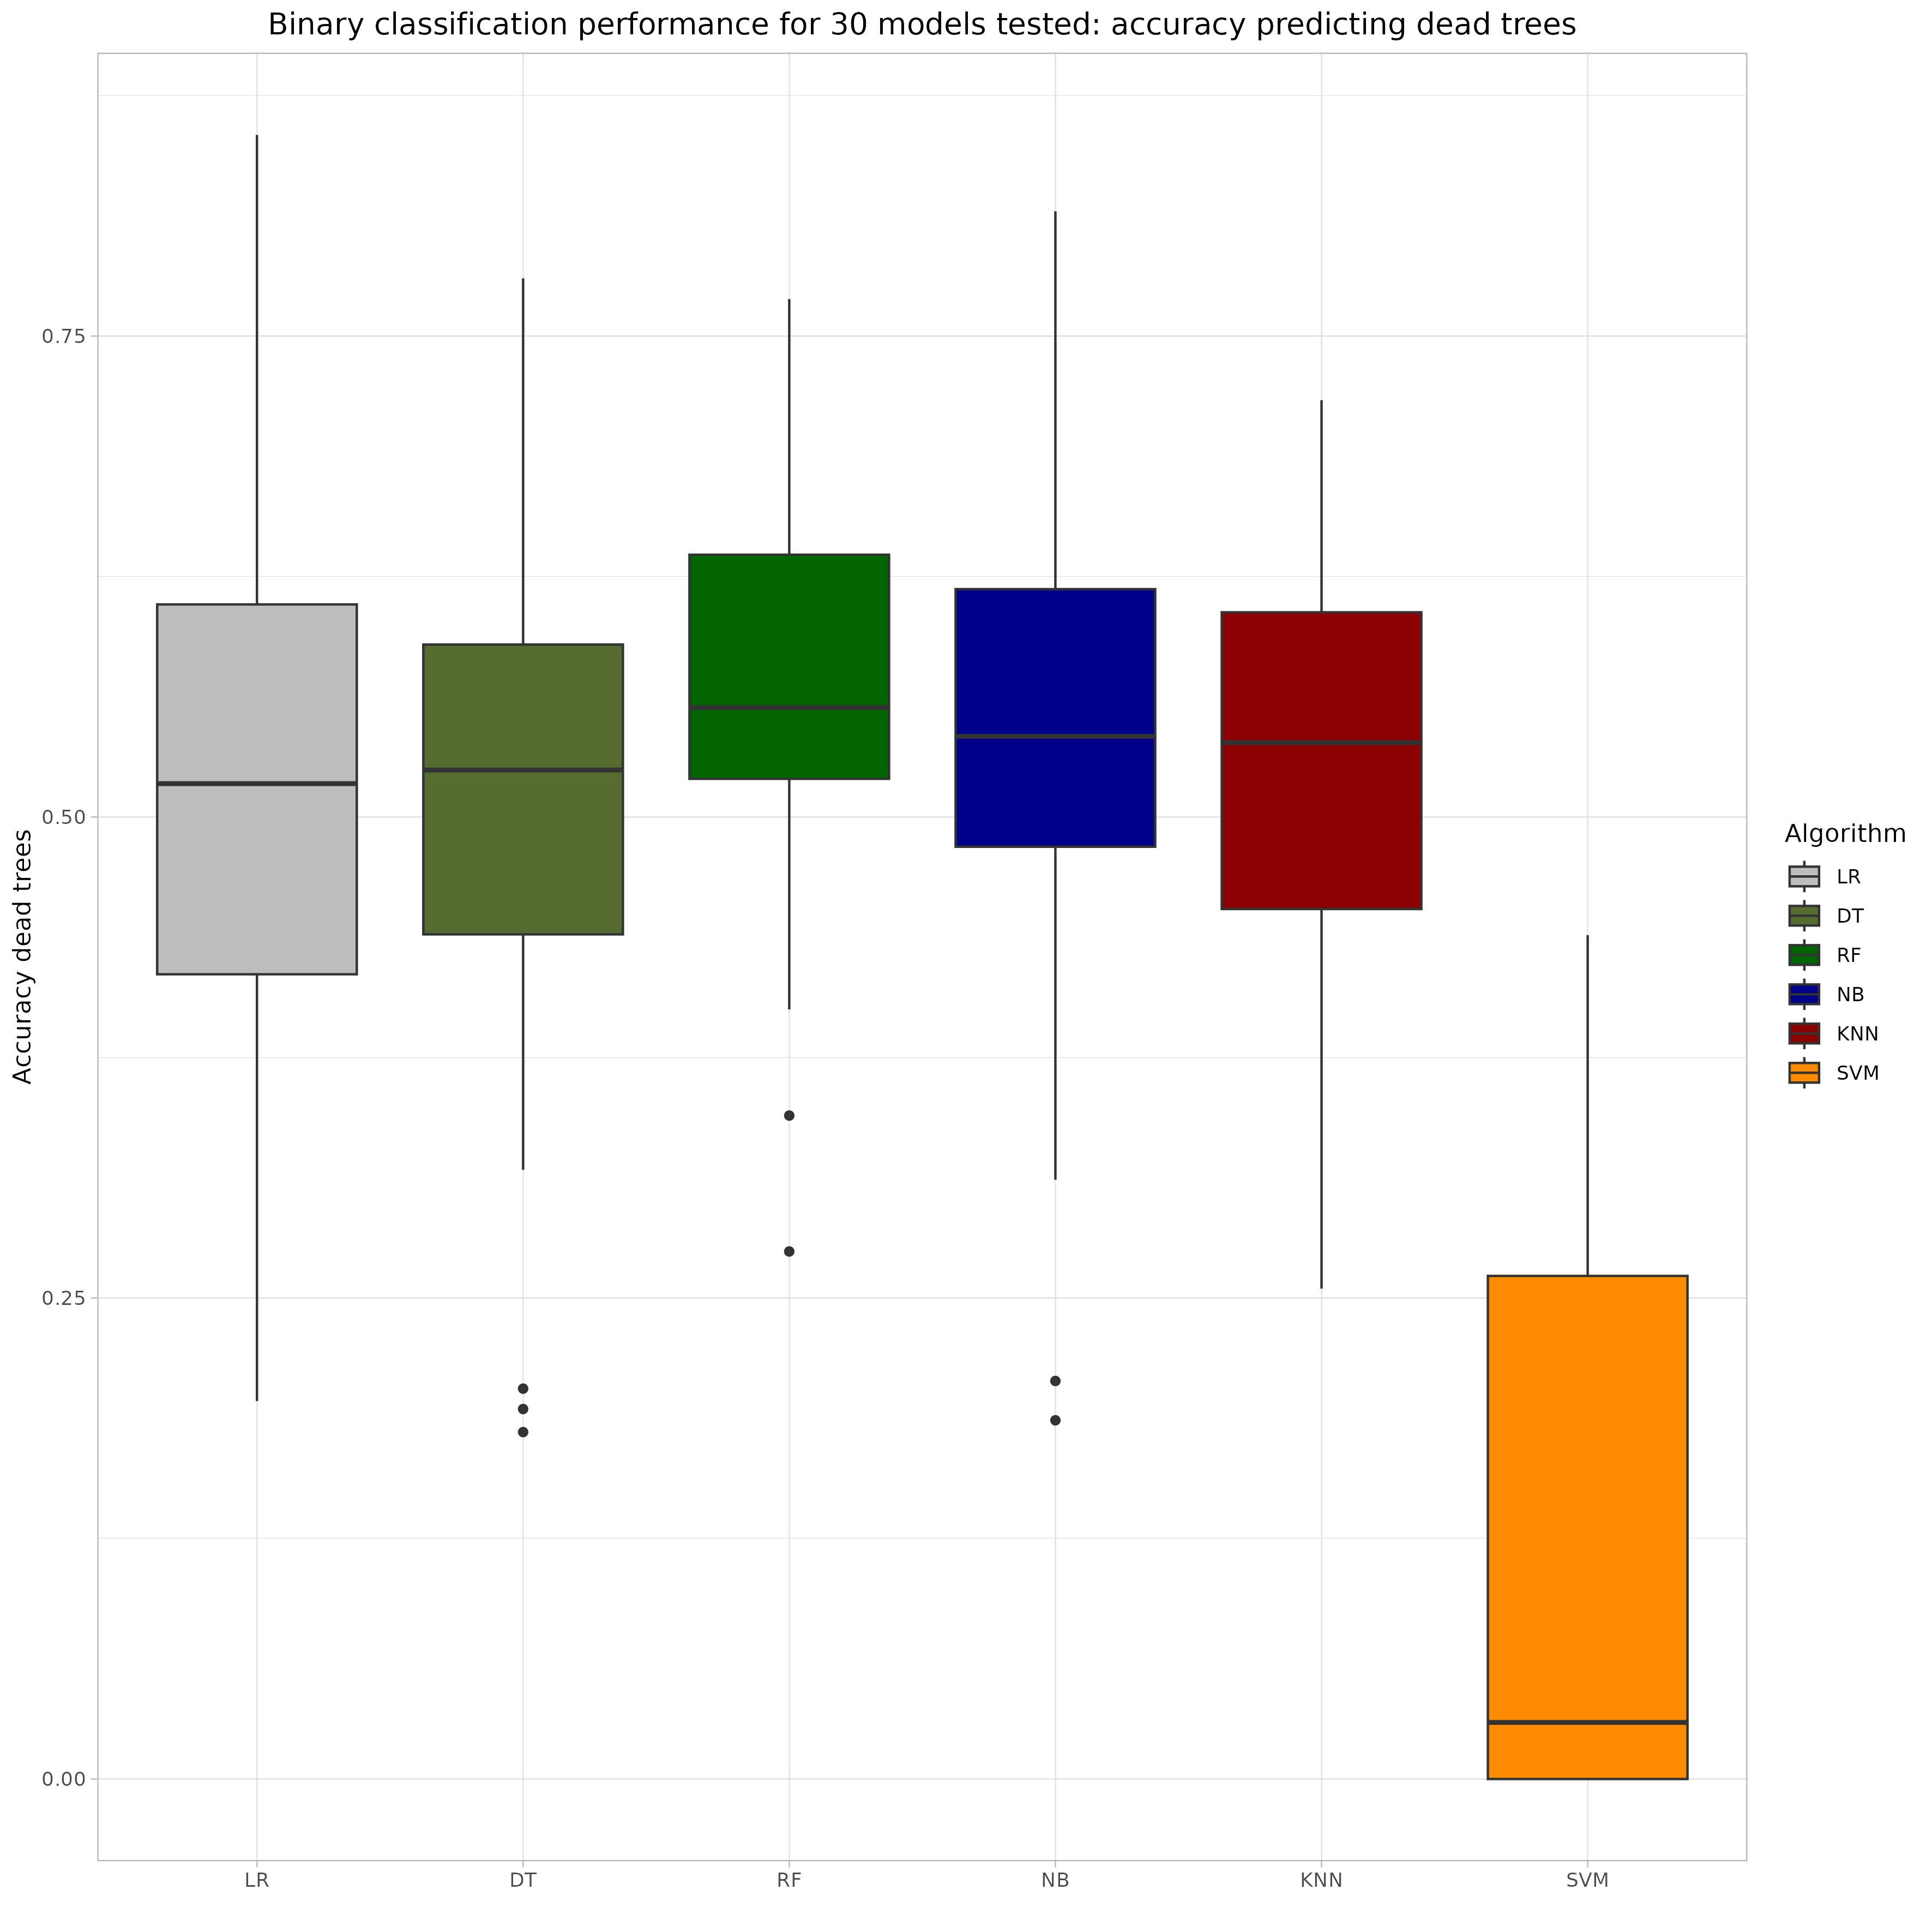 Binary classification performance for 30 models tested: accuracy predicting dead trees
Accuracy dead trees
0.75
0.50
0.25
0.00
LR
DT
RF
NB
KNN
SVM
Algorithm
LR
DT
RF
NB
KNN
SVM